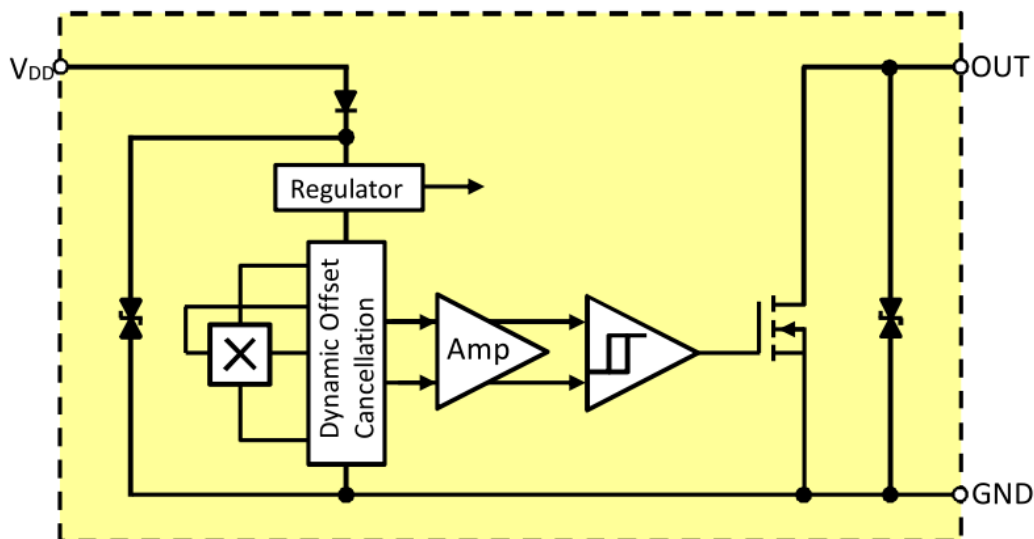 VDD
OUT
Regulator
Dynamic Offset
Cancellation
Amp
GND